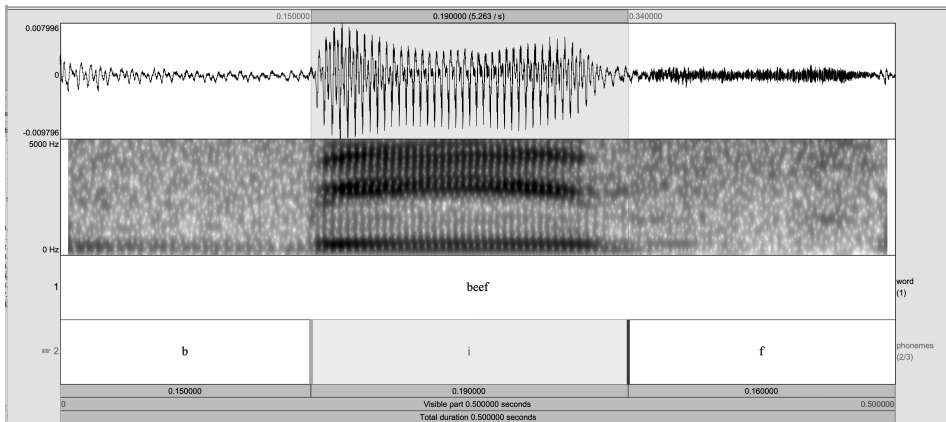 0.150000 0.190000 (5.263 / s) 0.340000
0.007996
0
-0.009796
5000 Hz
0 Hz
1 beef word
(1)
2 b i f phonemes
(2/3)
0.150000 0.190000 0.160000
0 Visible part 0.500000 seconds 0.500000
Total duration 0.500000 seconds